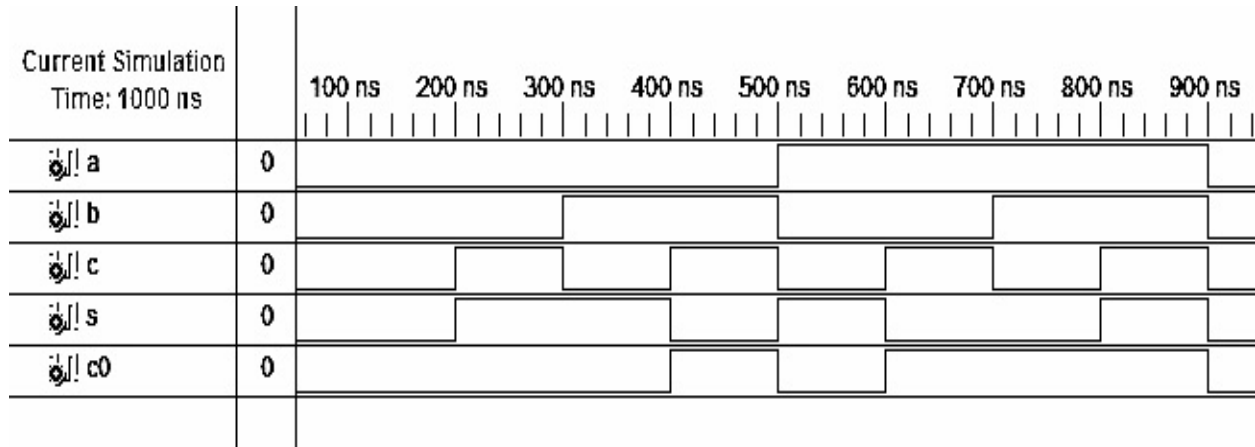 Current Simulation
Time: 1000 ns
100 ns 200 ns 300 ns 400 ns 500 ns 600 ns 700 ns 800 ns 900 ns
a 0
b 0
c 0
s 0
c0 0